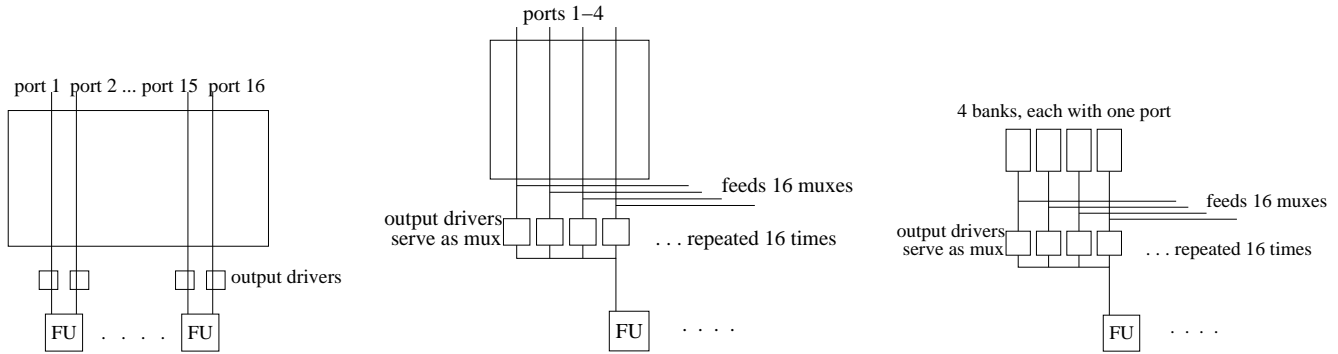 port 1 port 2 ... port 15 port 16
output drivers
FU . . . . FU
ports 1–4
feeds 16 muxes
output drivers
serve as mux
. . . repeated 16 times
FU . . . .
4 banks, each with one port
feeds 16 muxes
output drivers
serve as mux
. . . repeated 16 times
FU . . . .